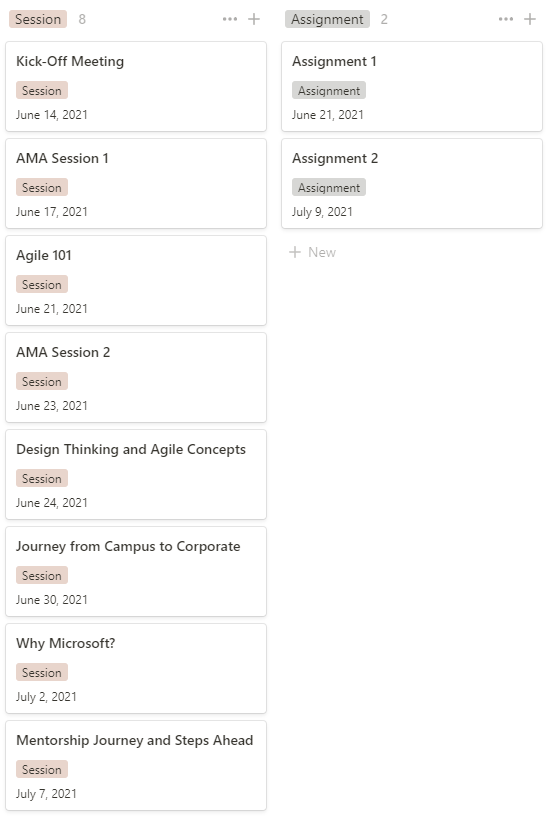 Session 8
Kick-Off Meeting
Session
June 14, 2021
AMA Session 1
Session
June 17, 2021
Agile 101
Session
June 21, 2021
AMA Session 2
Session
June 23, 2021
Design Thinking and Agile Concepts
Session
June 24, 2021
Journey from Campus to Corporate
Session
June 30, 2021
Why Microsoft?
Session
July 2, 2021
Mentorship Journey and Steps Ahead
Session
July 7, 2021
Assignment 2
Assignment 1
Assignment
June 21, 2021
Assignment 2
Assignment
July 9, 2021
+ New